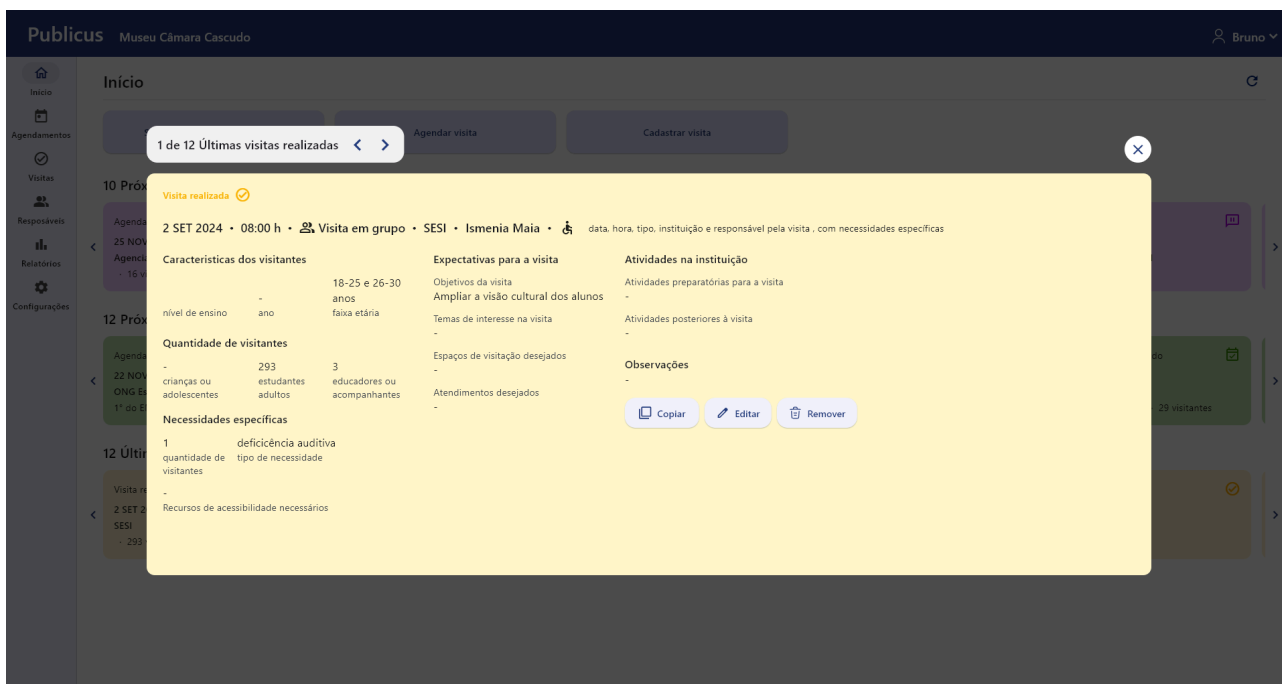 Publicus Museu Câmara Cascudo
Bruno
Início
Início
Agendamentos
Visitas
Resposáveis
Relatórios
Configurações
Agendar visita
Cadastrar visita
1 de 12 Últimas visitas realizadas
10 Próx
Agenda
25 NOV
Agencia
· 16 v
12 Próx
Agenda
22 NOV
ONG Es
1° do E
do
29 visitantes
12 Últin
Visita re
2 SET 2
SESI
· 293
Visita realizada
2 SET 2024 • 08:00 h • Visita em grupo • SESI • Ismenia Maia • data, hora, tipo, instituição e responsável pela visita , com necessidades específicas
Caracteristicas dos visitantes
nível de ensino
-
ano
18-25 e 26-30
anos
faixa etária
Quantidade de visitantes
-
crianças ou
adolescentes
293
estudantes
adultos
3
educadores ou
acompanhantes
Necessidades específicas
1
quantidade de
visitantes
deficicência audítiva
tipo de necessidade
-
Recursos de acessibilidade necessários
Expectativas para a visita
Objetivos da visita
Ampliar a visão cultural dos alunos
Temas de interesse na visita
-
Espaços de visitação desejados
-
Atendimentos desejados
-
Atividades na instituição
Atividades preparatórias para a visita
-
Atividades posteriores à visita
-
Observações
-
Copiar
Editar
Remover